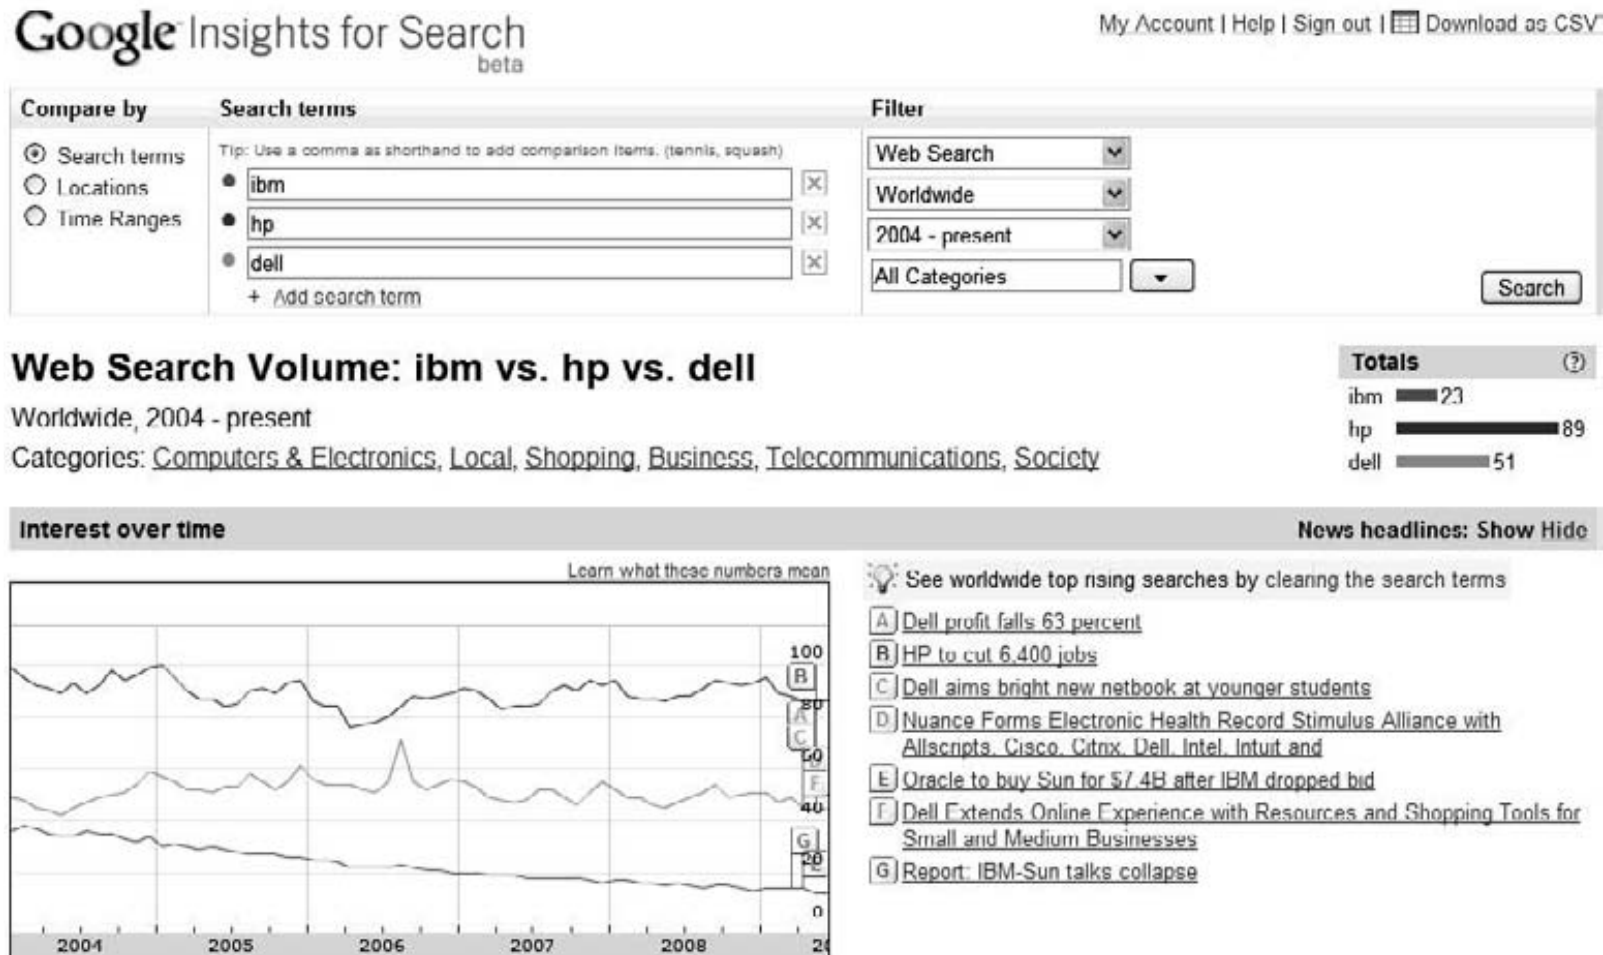 Google Insights for Search
beta
My Account | Help | Sign out | Download as CSV
Compare by
Search terms
Locations
Time Ranges
Search terms
Tip: Use a comma as shorthand to add comparison items. (tennis, squash)
ibm
hp
dell
+ Add search term
Filter
Web Search
Worldwide
2004 - present
All Categories
Search
Web Search Volume: ibm vs. hp vs. dell
Worldwide, 2004 - present
Categories: Computers & Electronics, Local, Shopping, Business, Telecommunications, Society
Totals ?
ibm 23
hp 89
dell 51
Interest over time
News headlines: Show Hide
Learn what these numbers mean
100
B
80
A
C
60
D
F
40
G
20
E
0
2004 2005 2006 2007 2008 20
See worldwide top rising searches by clearing the search terms
A Dell profit falls 63 percent
B HP to cut 6,400 jobs
C Dell aims bright new netbook at younger students
D Nuance Forms Electronic Health Record Stimulus Alliance with
Allscripts, Cisco, Citrix, Dell, Intel, Intuit and
E Oracle to buy Sun for $7.4B after IBM dropped bid
F Dell Extends Online Experience with Resources and Shopping Tools for
Small and Medium Businesses
G Report: IBM-Sun talks collapse